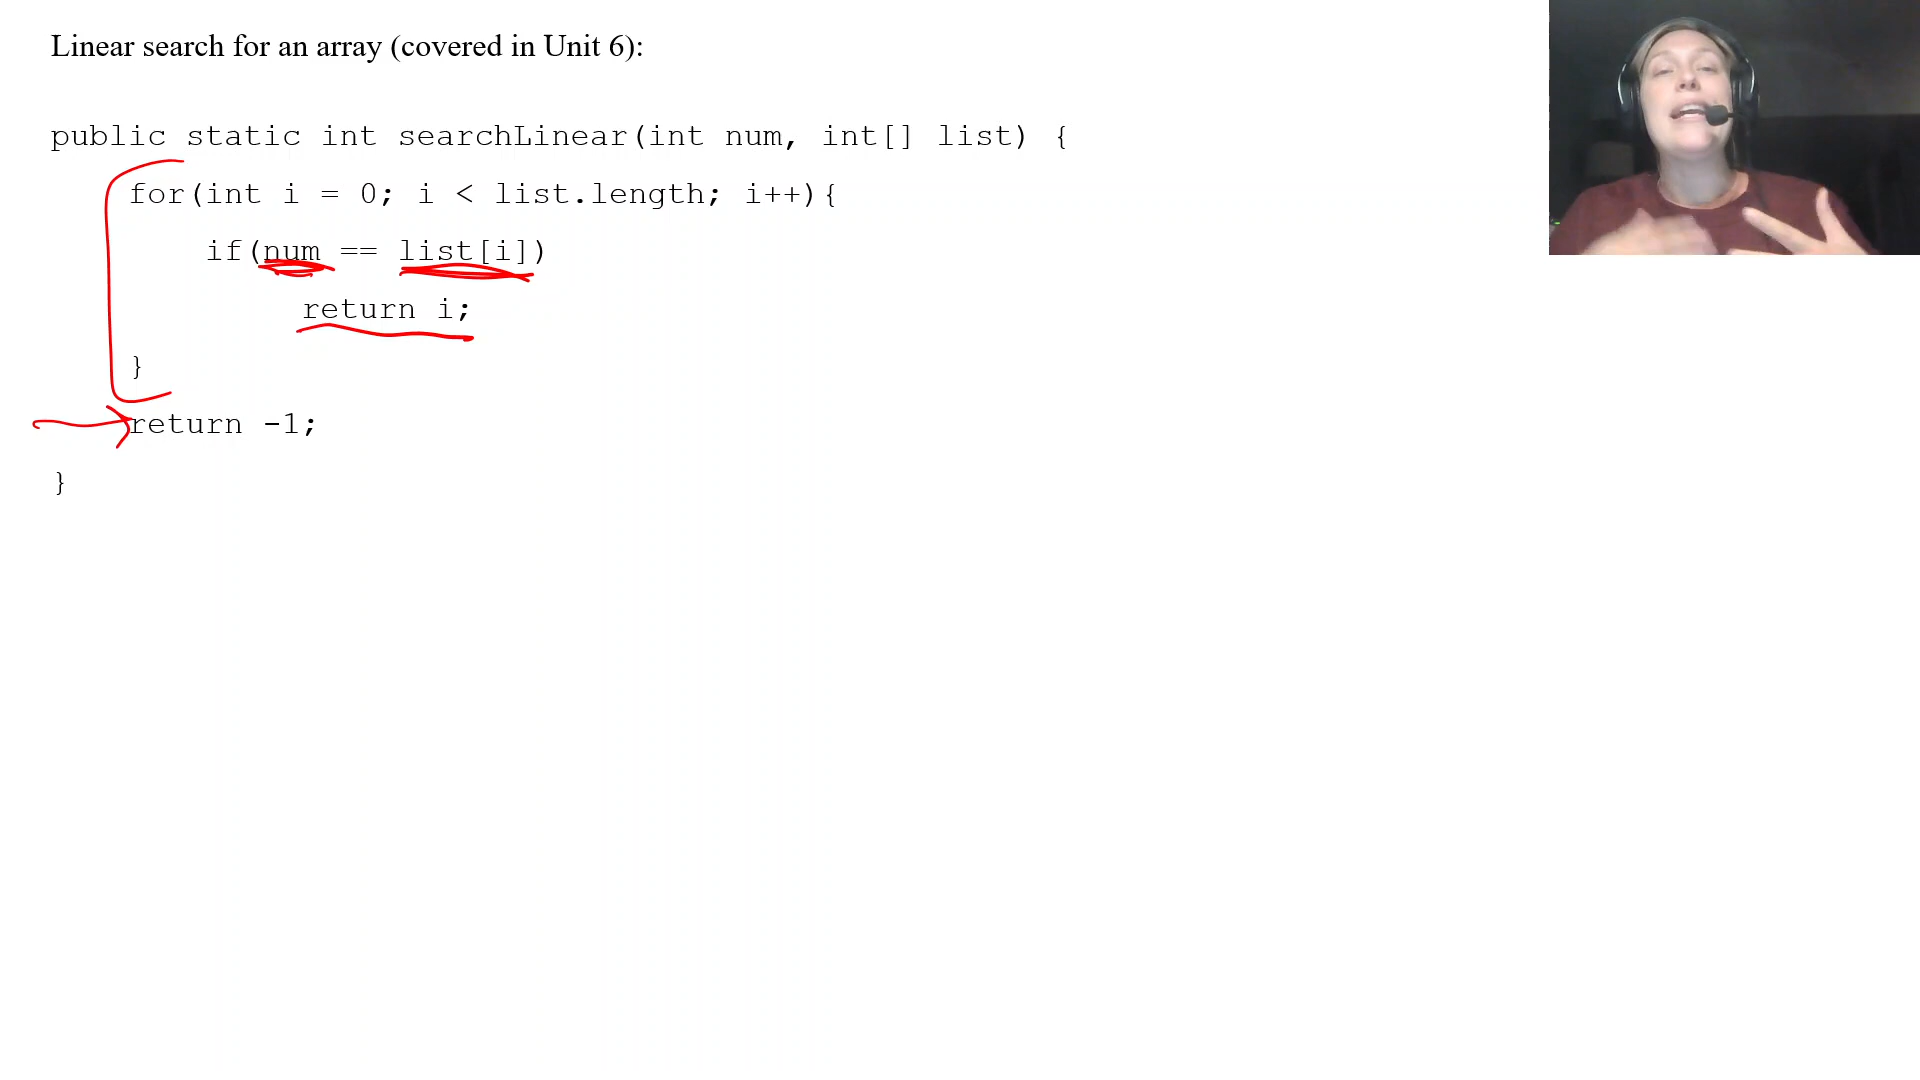 Linear search for an array (covered in Unit 6):
public static int searchLinear(int num, int[] list) {
for(int i = 0; i < list.length; i++){
if(num == list[i])
return i;
}
return -1;
}